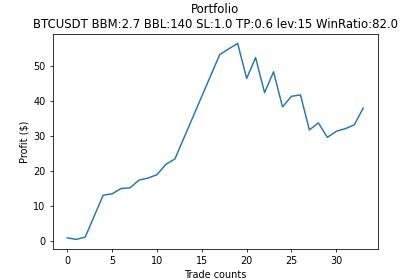 Portfolio
BTCUSDT BBM:2.7 BBL:140 SL:1.0 TP:0.6 lev:15 WinRatio:82.0
50
40
30
20
10
0
Profit ($)
0 5 10 15 20 25 30
Trade counts